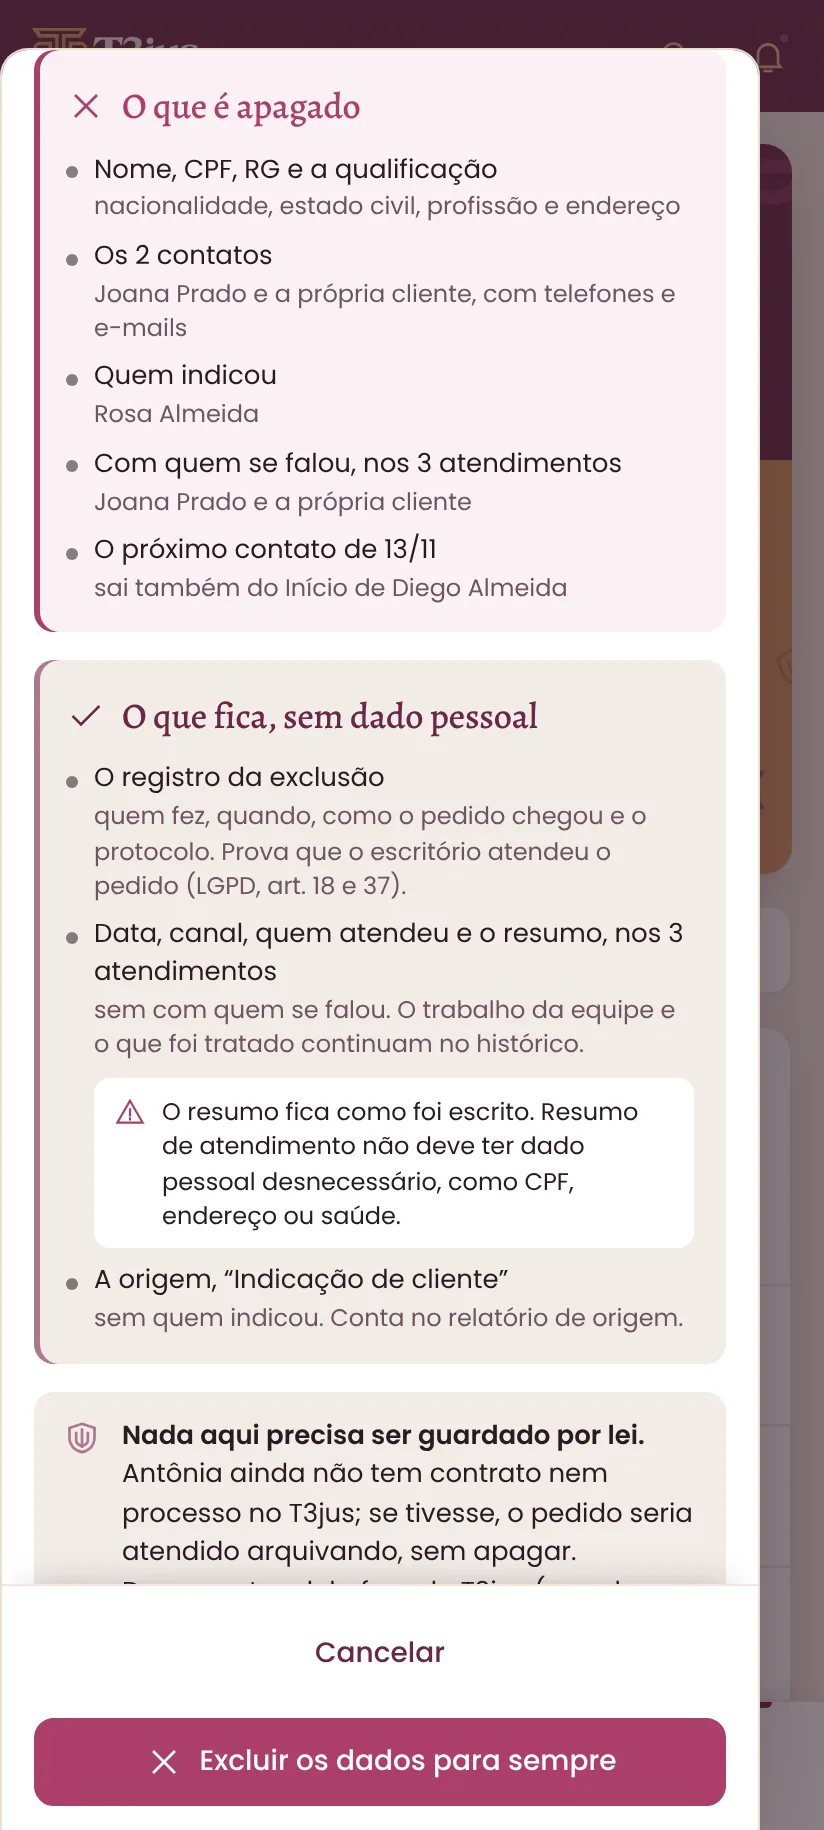 O que é apagado
Nome, CPF, RG e a qualificação
nacionalidade, estado civil, profissão e endereço
Os 2 contatos
Joana Prado e a própria cliente, com telefones e
e-mails
Quem indicou
Rosa Almeida
Com quem se falou, nos 3 atendimentos
Joana Prado e a própria cliente
O próximo contato de 13/11
sai também do Início de Diego Almeida
O que fica, sem dado pessoal
O registro da exclusão
quem fez, quando, como o pedido chegou e o
protocolo. Prova que o escritório atendeu o
pedido (LGPD, art. 18 e 37).
Data, canal, quem atendeu e o resumo, nos 3
atendimentos
sem com quem se falou. O trabalho da equipe e
o que foi tratado continuam no histórico.
O resumo fica como foi escrito. Resumo
de atendimento não deve ter dado
pessoal desnecessário, como CPF,
endereço ou saúde.
A origem, “Indicação de cliente”
sem quem indicou. Conta no relatório de origem.
Nada aqui precisa ser guardado por lei.
Antônia ainda não tem contrato nem
processo no T3jus; se tivesse, o pedido seria
atendido arquivando, sem apagar.
Cancelar
Excluir os dados para sempre